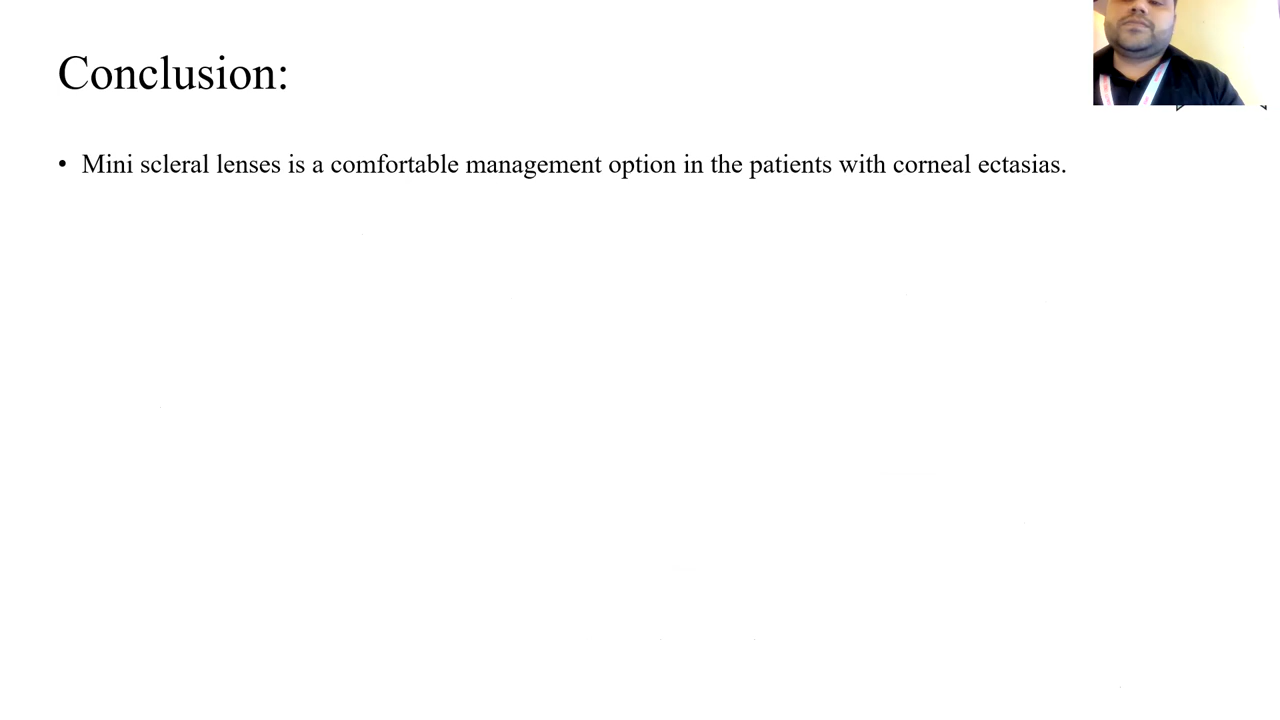 Conclusion:
• Mini scleral lenses is a comfortable management option in the patients with corneal ectasias.